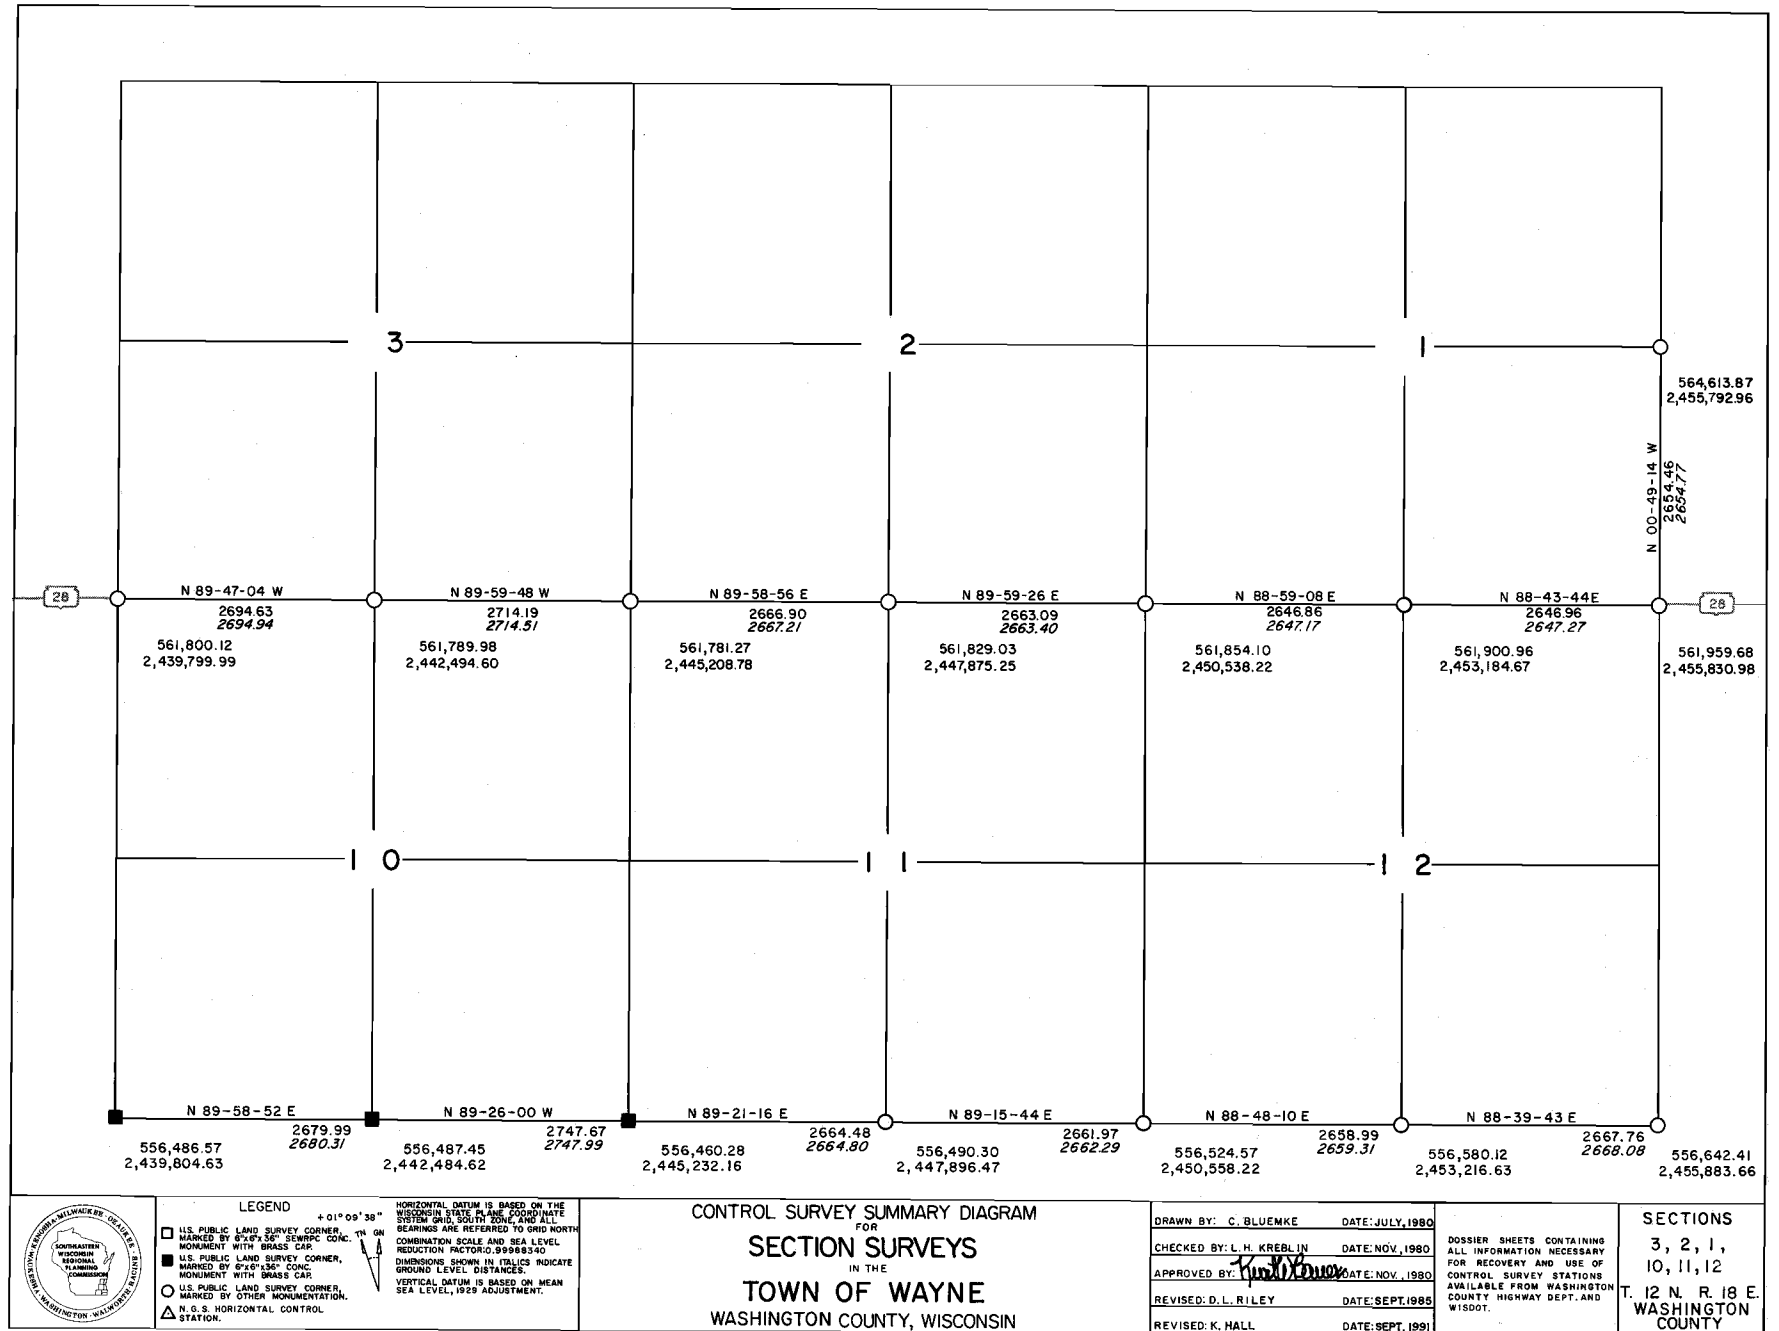 3
2
1
564,613.87
2,455,792.96
N 00-49-14 W
2654.46
2654.77
28
N 89-47-04 W
2694.63
2694.94
N 89-59-48 W
2714.19
2714.51
N 89-58-56 E
2666.90
2667.21
N 89-59-26 E
2663.09
2663.40
N 88-59-08 E
2646.86
2647.17
N 88-43-44 E
2646.96
2647.27
28
561,800.12
2,439,799.99
561,789.98
2,442,494.60
561,781.27
2,445,208.78
561,829.03
2,447,875.25
561,854.10
2,450,538.22
561,900.96
2,453,184.67
561,959.68
2,455,830.98
10
11
12
N 89-58-52 E
2679.99
2680.31
N 89-26-00 W
2747.67
2747.99
N 89-21-16 E
2664.48
2664.80
N 89-15-44 E
2661.97
2662.29
N 88-48-10 E
2658.99
2659.31
N 88-39-43 E
2667.76
2668.08
556,486.57
2,439,804.63
556,487.45
2,442,484.62
556,460.28
2,445,232.16
556,490.30
2,447,896.47
556,524.57
2,450,558.22
556,580.12
2,453,216.63
556,642.41
2,455,883.66
SOUTHEASTERN
WISCONSIN
REGIONAL
PLANNING
COMMISSION
LEGEND
+01°09'38"
TN GN
U.S. PUBLIC LAND SURVEY CORNER,
MARKED BY 6"x6"x36" SEWRPC CONC.
MONUMENT WITH BRASS CAP.
U.S. PUBLIC LAND SURVEY CORNER,
MARKED BY 6"x6"x36" CONC.
MONUMENT WITH BRASS CAP.
U.S. PUBLIC LAND SURVEY CORNER,
MARKED BY OTHER MONUMENTATION.
N.G.S. HORIZONTAL CONTROL
STATION.
HORIZONTAL DATUM IS BASED ON THE
WISCONSIN STATE PLANE COORDINATE
SYSTEM GRID, SOUTH ZONE, AND ALL
BEARINGS ARE REFERRED TO GRID NORTH
COMBINATION SCALE AND SEA LEVEL
REDUCTION FACTOR:0.99988340
DIMENSIONS SHOWN IN ITALICS INDICATE
GROUND LEVEL DISTANCES.
VERTICAL DATUM IS BASED ON MEAN
SEA LEVEL, 1929 ADJUSTMENT.
CONTROL SURVEY SUMMARY DIAGRAM
FOR
SECTION SURVEYS
IN THE
TOWN OF WAYNE
WASHINGTON COUNTY, WISCONSIN
DRAWN BY: C. BLUEMKE DATE: JULY, 1980
CHECKED BY: L. H. KREBLIN DATE: NOV., 1980
APPROVED BY: DATE: NOV., 1980
REVISED: D. L. RILEY DATE: SEPT. 1985
REVISED: K. HALL DATE: SEPT. 1991
DOSSIER SHEETS CONTAINING
ALL INFORMATION NECESSARY
FOR RECOVERY AND USE OF
CONTROL SURVEY STATIONS
AVAILABLE FROM WASHINGTON
COUNTY HIGHWAY DEPT. AND
WISDOT.
SECTIONS
3, 2, 1,
10, 11, 12
T. 12 N. R. 18 E.
WASHINGTON
COUNTY